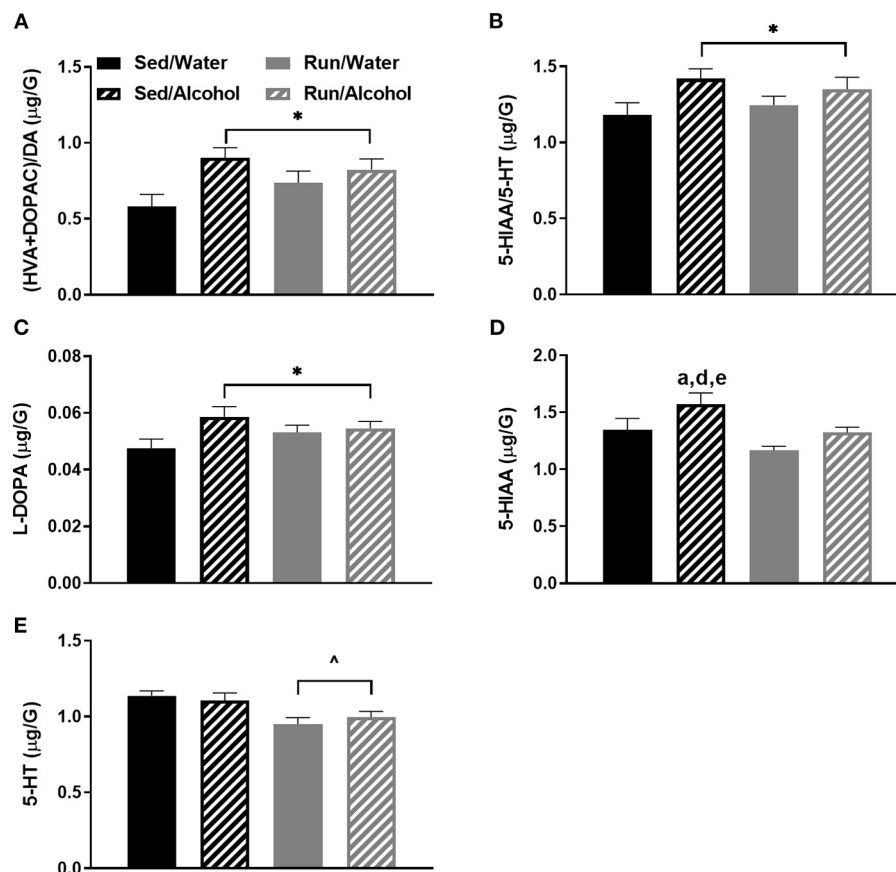 A
Sed/Water Run/Water
Sed/Alcohol Run/Alcohol
(HVA+DOPAC)/DA (µg/G)
1.5
1.0
0.5
0.0
*
B
5-HIAA/5-HT (µg/G)
1.5
1.0
0.5
0.0
*
C
L-DOPA (µg/G)
0.08
0.06
0.04
0.02
0.00
*
D
5-HIAA (µg/G)
2.0
1.5
1.0
0.5
0.0
a,d,e
E
5-HT (µg/G)
1.5
1.0
0.5
0.0
^